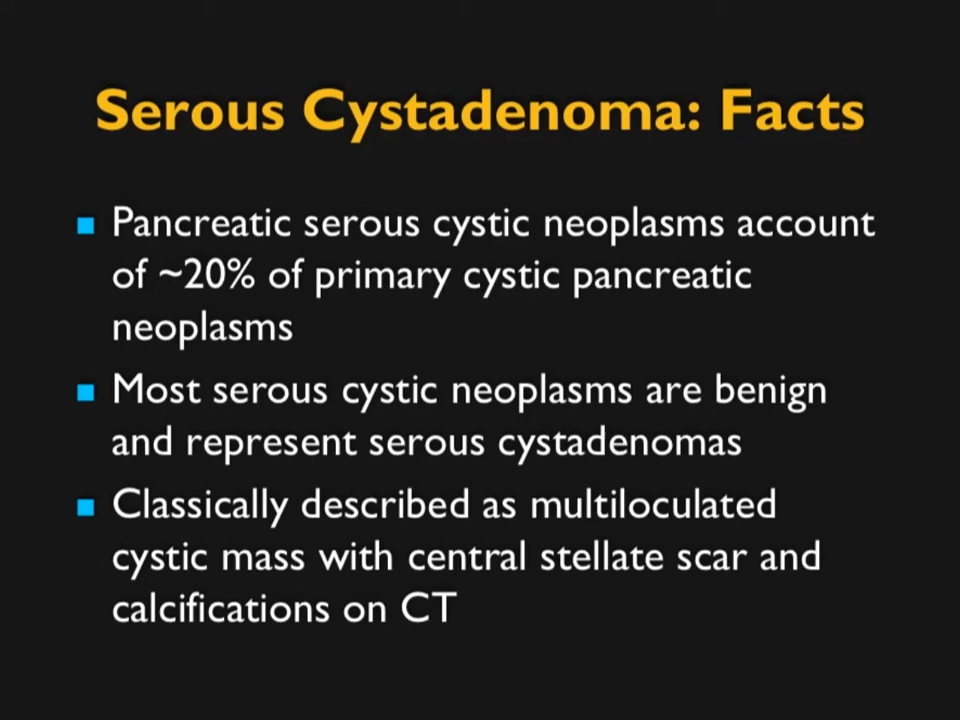 Serous Cystadenoma: Facts
Pancreatic serous cystic neoplasms account
of ~20% of primary cystic pancreatic
neoplasms
Most serous cystic neoplasms are benign
and represent serous cystadenomas
Classically described as multiloculated
cystic mass with central stellate scar and
calcifications on CT